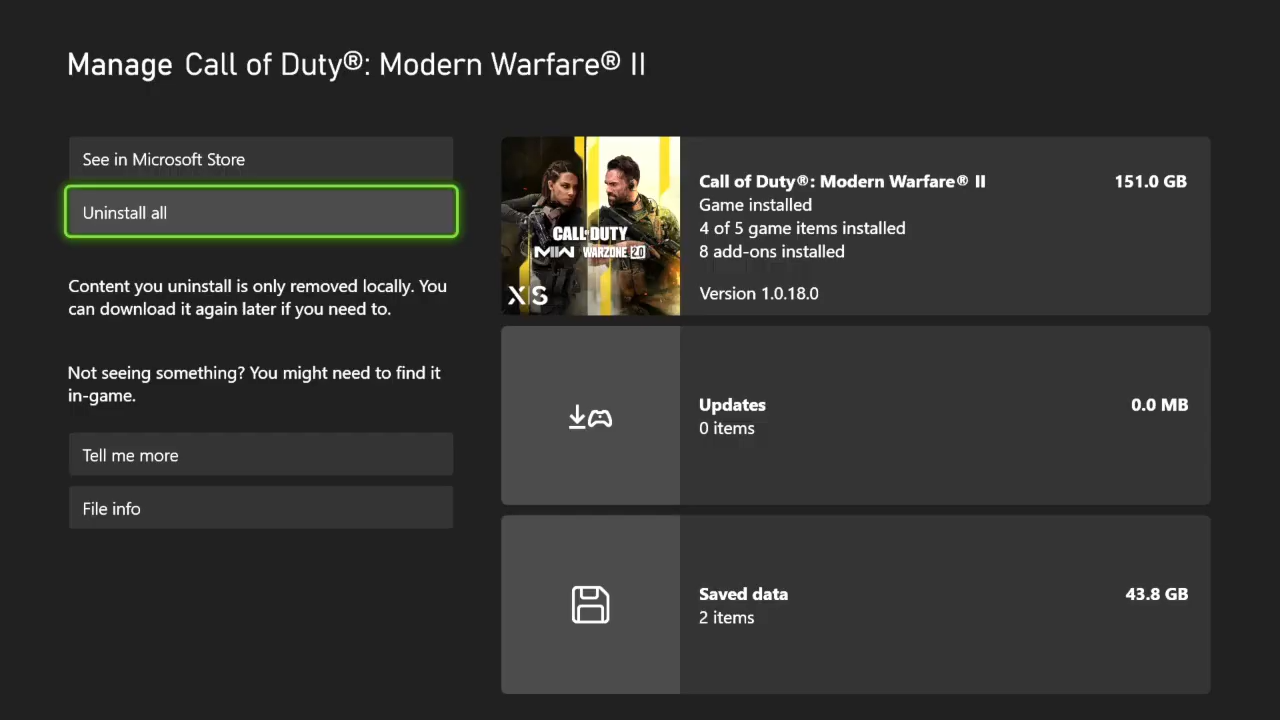 Manage Call of Duty®: Modern Warfare® II
See in Microsoft Store
Uninstall all
Content you uninstall is only removed locally. You
can download it again later if you need to.
Not seeing something? You might need to find it
in-game.
Tell me more
File info
CALL OF DUTY
MWII WARZONE 2.0
X|S
Call of Duty®: Modern Warfare® II 151.0 GB
Game installed
4 of 5 game items installed
8 add-ons installed
Version 1.0.18.0
Updates 0.0 MB
0 items
Saved data 43.8 GB
2 items